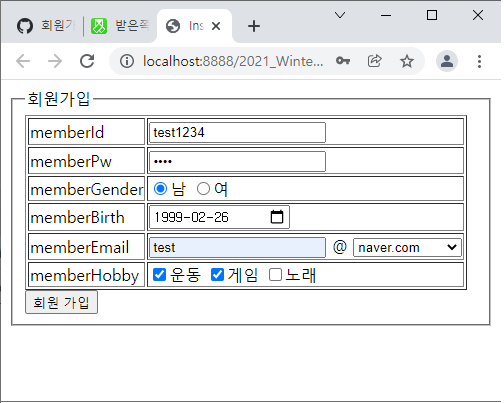 회원가
받은쪽
Ins
localhost:8888/2021_Winte...
회원가입
memberId test1234
memberPw ••••
memberGender 남 여
memberBirth 1999-02-26
memberEmail test @ naver.com
memberHobby 운동 게임 노래
회원 가입